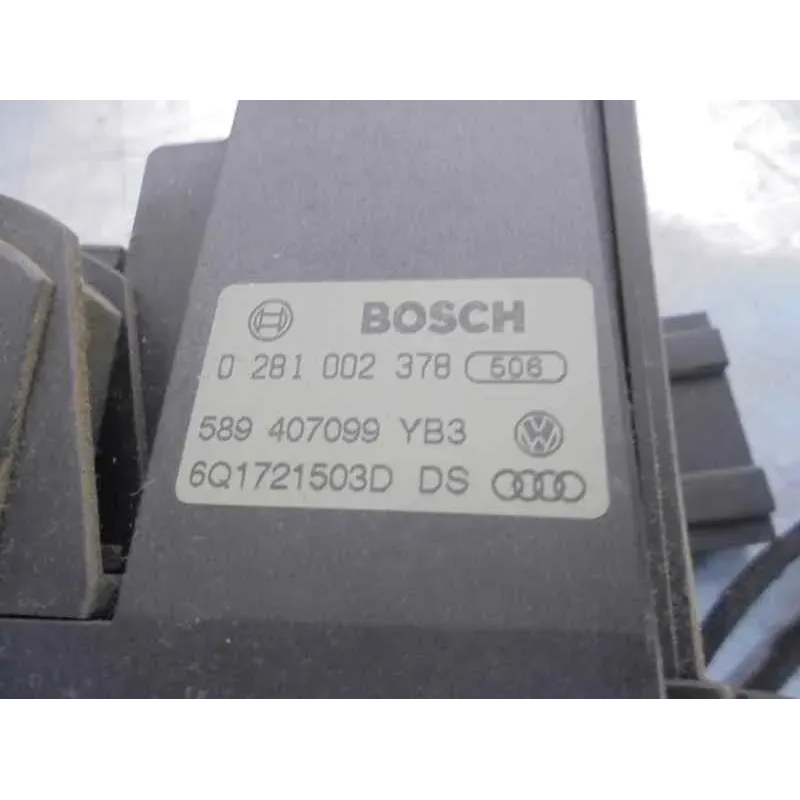 BOSCH
0 281 002 378 506
589 407099 YB3
6Q1721503D DS